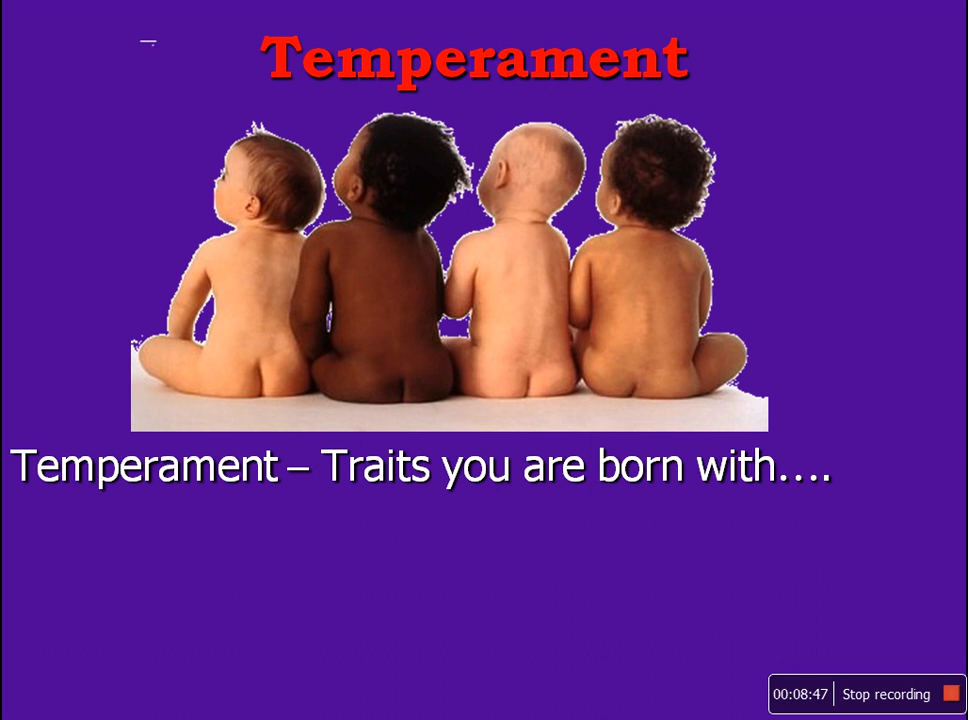 Temperament
Temperament – Traits you are born with….
00:08:47 Stop recording